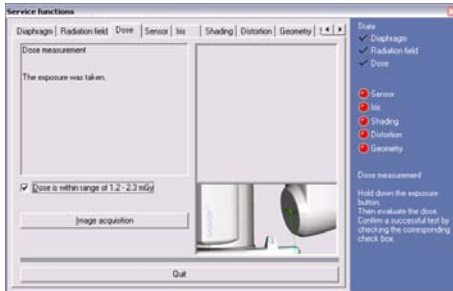 Service functions
Diaphragm Radiation field Dose Sensor Iris Shading Distortion Geometry
Dose measurement
The exposure was taken.
Dose is within range of 1.2 - 2.3 mGy
Image acquisition
Quit
State
Diaphragm
Radiation field
Dose
Sensor
Iris
Shading
Distortion
Geometry
Dose measurement
Hold down the exposure
button.
Then evaluate the dose.
Confirm a successful test by
checking the corresponding
check box.